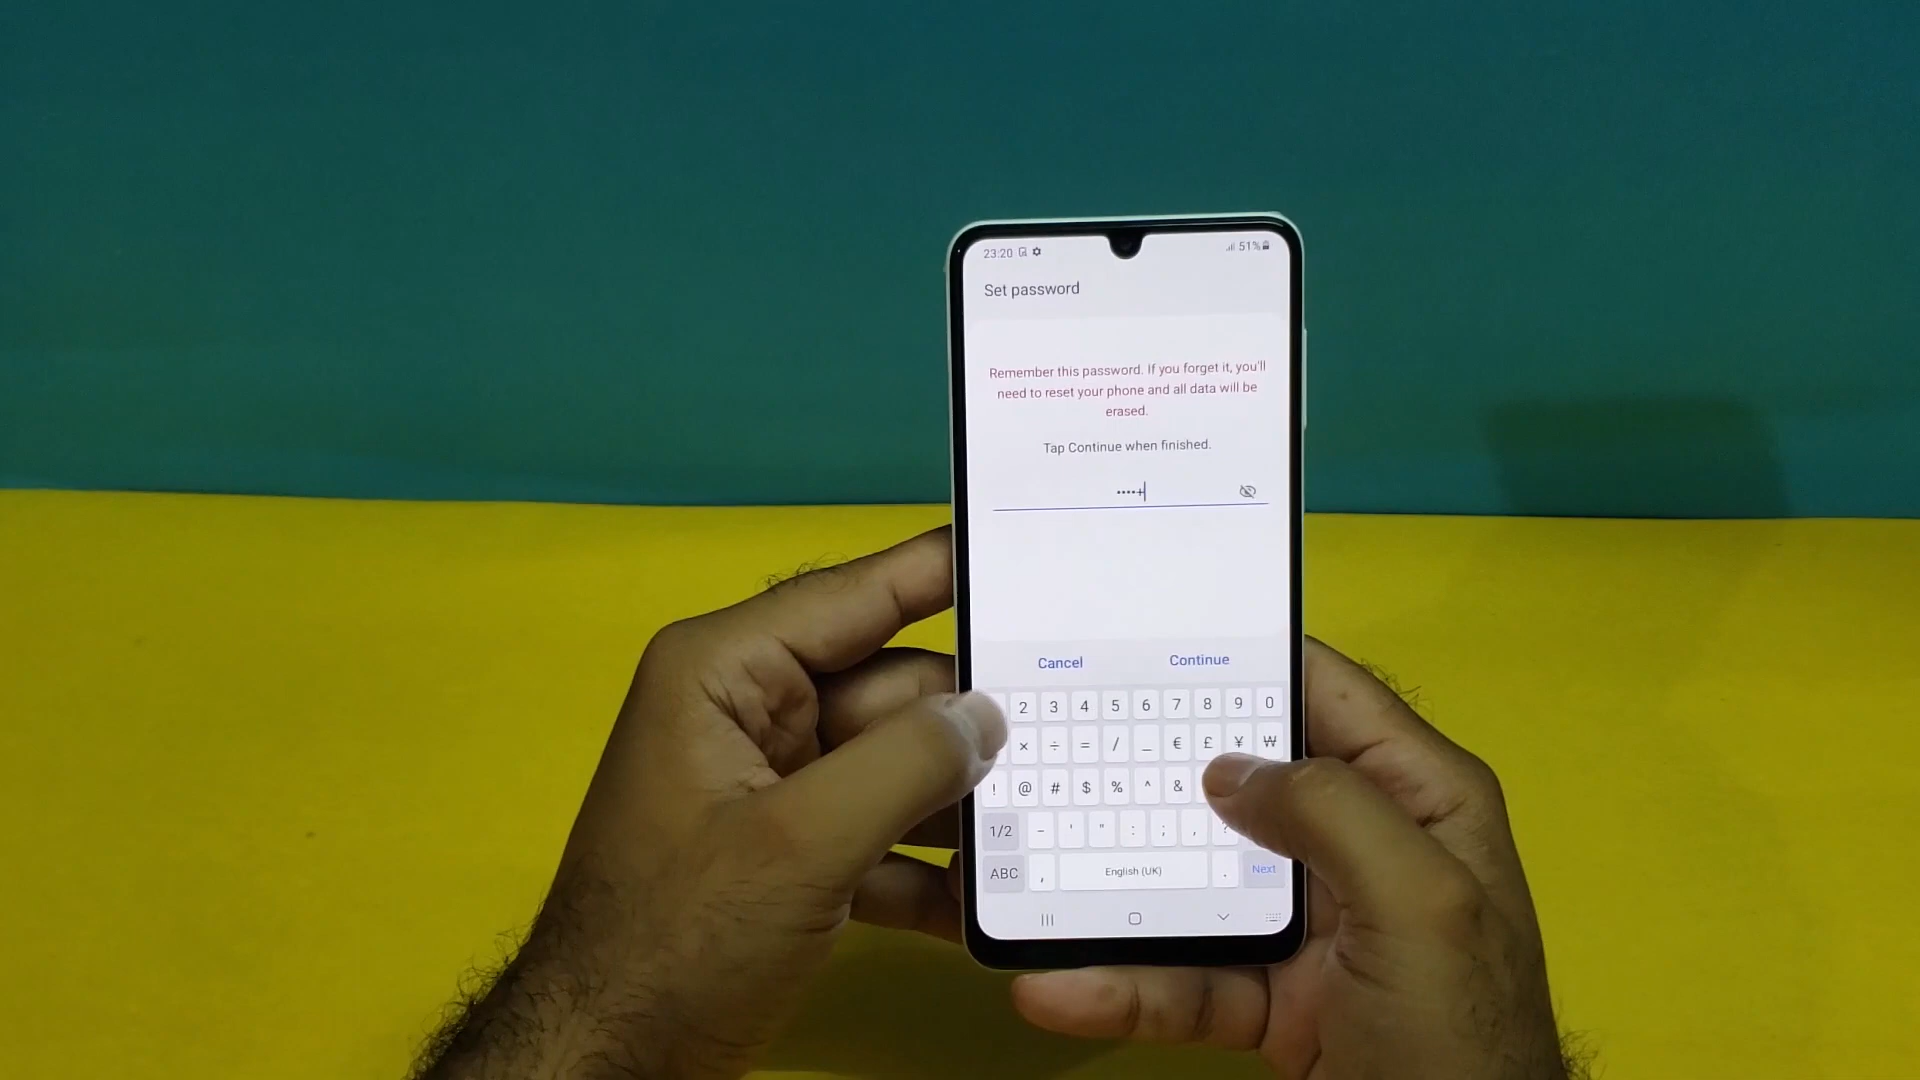 23:20 51%
Set password
Remember this password. If you forget it, you'll
need to reset your phone and all data will be
erased.
Tap Continue when finished.
••••+
Cancel Continue
2 3 4 5 6 7 8 9 0
× ÷ = / _ € £ ¥ ₩
! @ # $ % ^ &
1/2 - ' " : ; , ?
ABC , English (UK) . Next